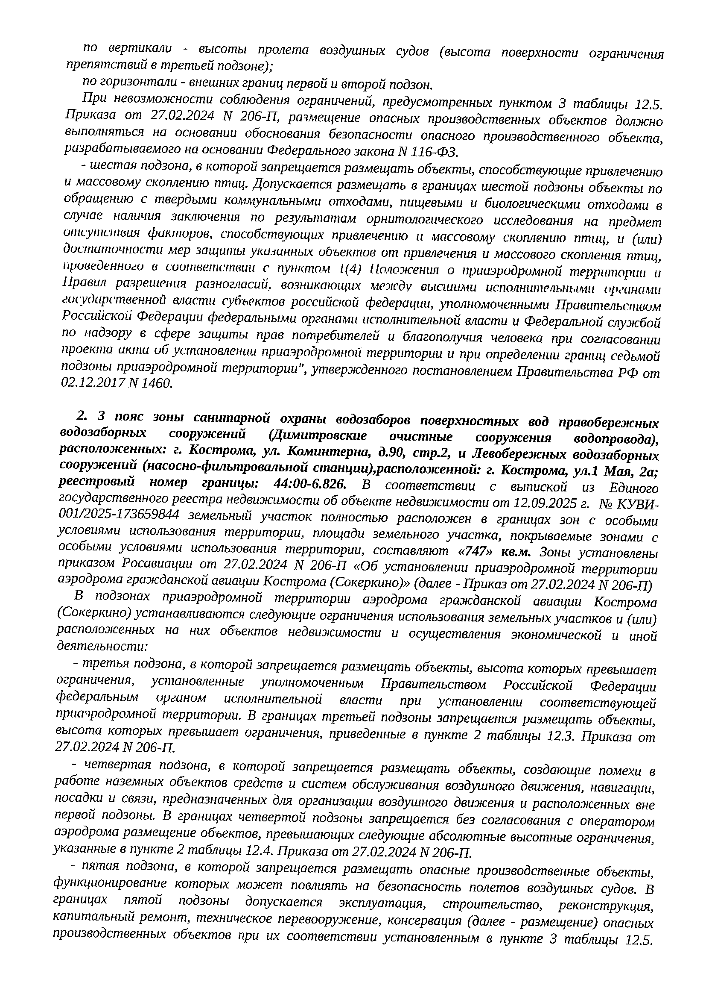 по вертикали - высоты пролета воздушных судов (высота поверхности ограничения
препятствий в третьей подзоне);
по горизонтали - внешних границ первой и второй подзон.
При невозможности соблюдения ограничений, предусмотренных пунктом 3 таблицы 12.5.
Приказа от 27.02.2024 N 206-П, размещение опасных производственных объектов должно
выполняться на основании обоснования безопасности опасного производственного объекта,
разрабатываемого на основании Федерального закона N 116-ФЗ.
- шестая подзона, в которой запрещается размещать объекты, способствующие привлечению
и массовому скоплению птиц. Допускается размещать в границах шестой подзоны объекты по
обращению с твердыми коммунальными отходами, пищевыми и биологическими отходами в
случае наличия заключения по результатам орнитологического исследования на предмет
отсутствия факторов, способствующих привлечению и массовому скоплению птиц, и (или)
достаточности мер защиты указанных объектов от привлечения и массового скопления птиц,
проведенного в соответствии с пунктом 1(4) Положения о приаэродромной территории и
Правил разрешения разногласий, возникающих между высшими исполнительными органами
государственной власти субъектов российской федерации, уполномоченными Правительством
Российской Федерации федеральными органами исполнительной власти и Федеральной службой
по надзору в сфере защиты прав потребителей и благополучия человека при согласовании
проекта акта об установлении приаэродромной территории и при определении границ седьмой
подзоны приаэродромной территории", утвержденного постановлением Правительства РФ от
02.12.2017 N 1460.
2. 3 пояс зоны санитарной охраны водозаборов поверхностных вод правобережных
водозаборных сооружений (Димитровские очистные сооружения водопровода),
расположенных: г. Кострома, ул. Коминтерна, д.90, стр.2, и Левобережных водозаборных
сооружений (насосно-фильтровальной станции),расположенной: г. Кострома, ул.1 Мая, 2а;
реестровый номер границы: 44:00-6.826. В соответствии с выпиской из Единого
государственного реестра недвижимости об объекте недвижимости от 12.09.2025 г. № КУВИ-
001/2025-173659844 земельный участок полностью расположен в границах зон с особыми
условиями использования территории, площади земельного участка, покрываемые зонами с
особыми условиями использования территории, составляют «747» кв.м. Зоны установлены
приказом Росавиации от 27.02.2024 N 206-П «Об установлении приаэродромной территории
аэродрома гражданской авиации Кострома (Сокеркино)» (далее - Приказ от 27.02.2024 N 206-П)
В подзонах приаэродромной территории аэродрома гражданской авиации Кострома
(Сокеркино) устанавливаются следующие ограничения использования земельных участков и (или)
расположенных на них объектов недвижимости и осуществления экономической и иной
деятельности:
- третья подзона, в которой запрещается размещать объекты, высота которых превышает
ограничения, установленные уполномоченным Правительством Российской Федерации
федеральным органом исполнительной власти при установлении соответствующей
приаэродромной территории. В границах третьей подзоны запрещается размещать объекты,
высота которых превышает ограничения, приведенные в пункте 2 таблицы 12.3. Приказа от
27.02.2024 N 206-П.
- четвертая подзона, в которой запрещается размещать объекты, создающие помехи в
работе наземных объектов средств и систем обслуживания воздушного движения, навигации,
посадки и связи, предназначенных для организации воздушного движения и расположенных вне
первой подзоны. В границах четвертой подзоны запрещается без согласования с оператором
аэродрома размещение объектов, превышающих следующие абсолютные высотные ограничения,
указанные в пункте 2 таблицы 12.4. Приказа от 27.02.2024 N 206-П.
- пятая подзона, в которой запрещается размещать опасные производственные объекты,
функционирование которых может повлиять на безопасность полетов воздушных судов. В
границах пятой подзоны допускается эксплуатация, строительство, реконструкция,
капитальный ремонт, техническое перевооружение, консервация (далее - размещение) опасных
производственных объектов при их соответствии установленным в пункте 3 таблицы 12.5.